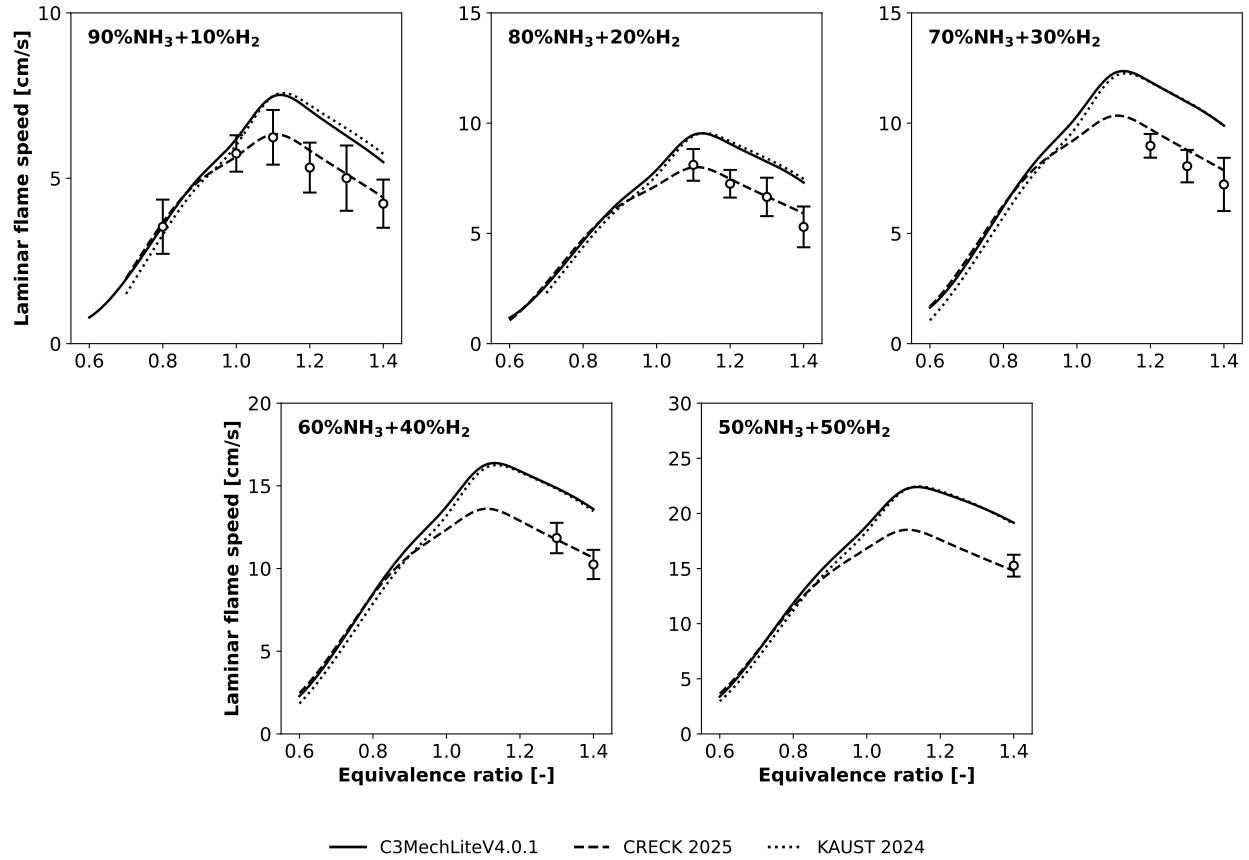 90%NH₃+10%H₂
80%NH₃+20%H₂
70%NH₃+30%H₂
Laminar flame speed [cm/s]
10
5
0
0.6 0.8 1.0 1.2 1.4
15
10
5
0
0.6 0.8 1.0 1.2 1.4
15
10
5
0
0.6 0.8 1.0 1.2 1.4
60%NH₃+40%H₂
50%NH₃+50%H₂
Laminar flame speed [cm/s]
20
15
10
5
0
0.6 0.8 1.0 1.2 1.4
Equivalence ratio [-]
30
25
20
15
10
5
0
0.6 0.8 1.0 1.2 1.4
Equivalence ratio [-]
C3MechLiteV4.0.1 CRECK 2025 KAUST 2024